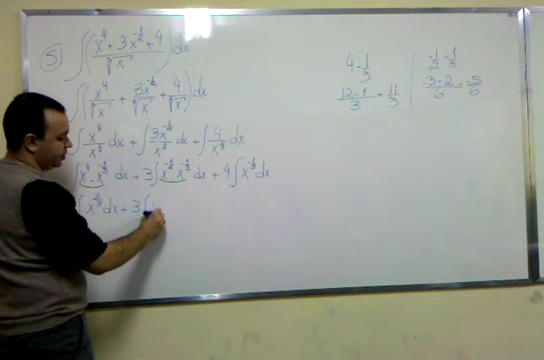 5) ∫ ( (x⁴ + 3x^(-1/2) + 4) / ∛x ) dx
∫ ( x⁴/∛x + 3x^(-1/2)/∛x + 4/∛x ) dx
∫ x⁴/x^(1/3) dx + ∫ 3x^(-1/2)/x^(1/3) dx + ∫ 4/x^(1/3) dx
∫ x⁴ · x^(-1/3) dx + 3∫ x^(-1/2) x^(-1/3) dx + 4∫ x^(-1/3) dx
∫ x^(11/3) dx + 3∫
4 - 1/3
(12-1)/3 = 11/3
-1/2 - 1/3
(-3-2)/6 = -5/6